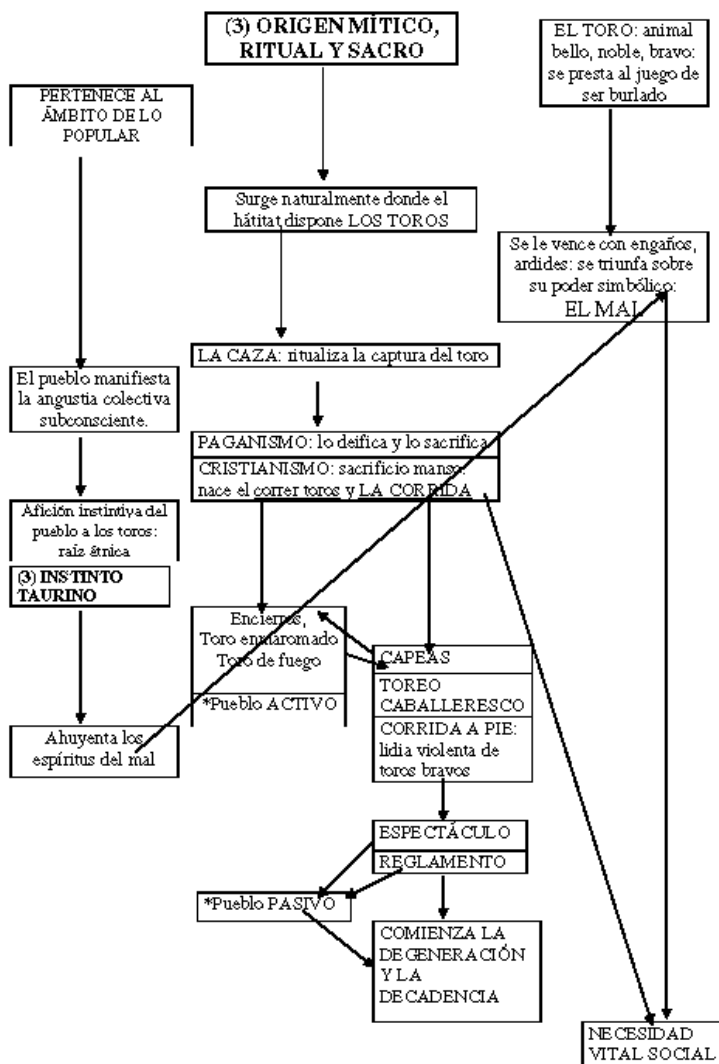 (3) ORIGEN MÍTICO,
RITUAL Y SACRO
EL TORO: animal
bello, noble, bravo:
se presta al juego de
ser burlado
PERTENECE AL
ÁMBITO DE LO
POPULAR
Surge naturalmente donde el
hátitat dispone LOS TOROS
Se le vence con engaños,
ardides: se triunfa sobre
su poder simbólico:
EL MAL
LA CAZA: ritualiza la captura del toro
El pueblo manifiesta
la angustia colectiva
subconsciente.
PAGANISMO: lo deifica y lo sacrifica
CRISTIANISMO: sacrificio manso:
nace el correr toros y LA CORRIDA
Afición instintiva del
pueblo a los toros:
raíz étnica
(3) INSTINTO
TAURINO
Encierros,
Toro enmaromado
Toro de fuego
*Pueblo ACTIVO
CAPEAS
TOREO
CABALLERESCO
CORRIDA A PIE:
lidia violenta de
toros bravos
Ahuyenta los
espíritus del mal
ESPECTÁCULO
REGLAMENTO
*Pueblo PASIVO
COMIENZA LA
DEGENERACIÓN
Y LA
DECADENCIA
NECESIDAD
VITAL SOCIAL